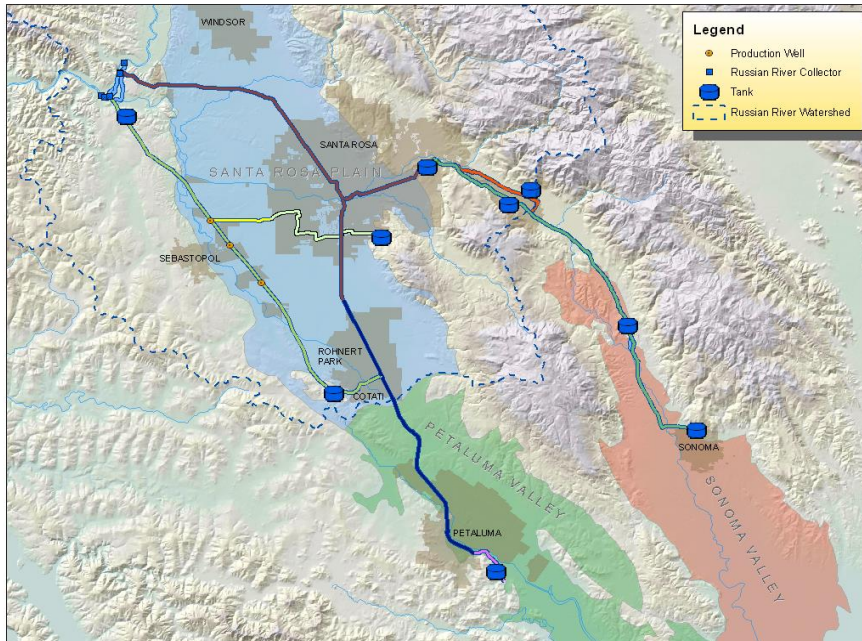 WINDSOR
Legend
Production Well
Russian River Collector
Tank
Russian River Watershed
SANTA ROSA
SANTA ROSA PLAIN
SEBASTOPOL
ROHNERT
PARK
COTATI
PETALUMA VALLEY
SONOMA
SONOMA VALLEY
PETALUMA